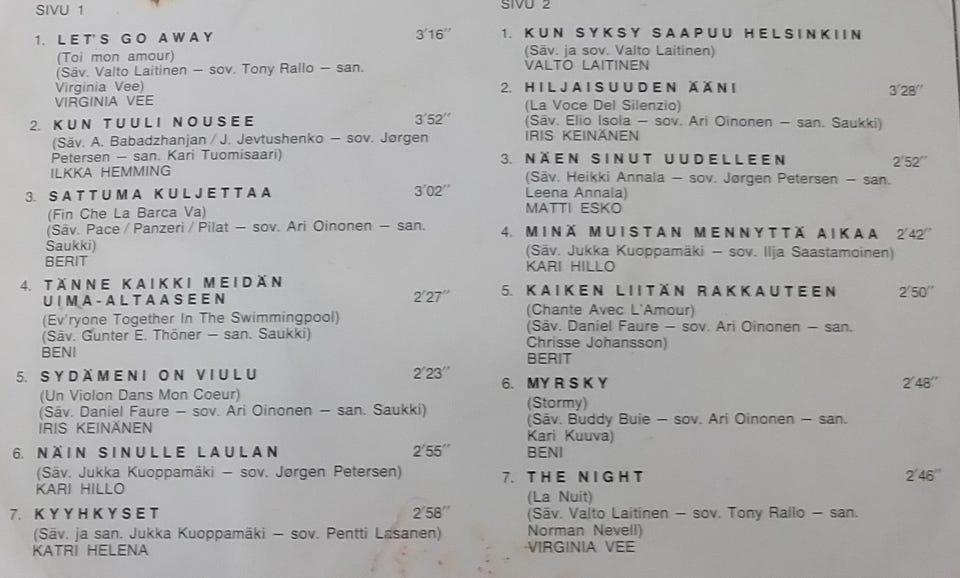 SIVU 1
1. LET'S GO AWAY 3'16"
(Toi mon amour)
(Säv. Valto Laitinen — sov. Tony Rallo — san.
Virginia Vee)
VIRGINIA VEE
2. KUN TUULI NOUSEE 3'52"
(Säv. A. Babadzhanjan / J. Jevtushenko — sov. Jørgen
Petersen — san. Kari Tuomisaari)
ILKKA HEMMING
3. SATTUMA KULJETTAA 3'02"
(Fin Che La Barca Va)
(Säv. Pace / Panzeri / Pilat — sov. Ari Oinonen — san.
Saukki)
BERIT
4. TÄNNE KAIKKI MEIDÄN
UIMA-ALTAASEEN 2'27"
(Ev'ryone Together In The Swimmingpool)
(Säv. Gunter E. Thöner — san. Saukki)
BENI
5. SYDÄMENI ON VIULU 2'23"
(Un Violon Dans Mon Coeur)
(Säv. Daniel Faure — sov. Ari Oinonen — san. Saukki)
IRIS KEINÄNEN
6. NÄIN SINULLE LAULAN 2'55"
(Säv. Jukka Kuoppamäki — sov. Jørgen Petersen)
KARI HILLO
7. KYYHKYSET 2'58"
(Säv. ja san. Jukka Kuoppamäki — sov. Pentti Lasanen)
KATRI HELENA
SIVU 2
1. KUN SYKSY SAAPUU HELSINKIIN
(Säv. ja sov. Valto Laitinen)
VALTO LAITINEN
2. HILJAISUUDEN ÄÄNI 3'28"
(La Voce Del Silenzio)
(Säv. Elio Isola — sov. Ari Oinonen — san. Saukki)
IRIS KEINÄNEN
3. NÄEN SINUT UUDELLEEN 2'52"
(Säv. Heikki Annala — sov. Jørgen Petersen — san.
Leena Annala)
MATTI ESKO
4. MINÄ MUISTAN MENNYTTÄ AIKAA 2'42"
(Säv. Jukka Kuoppamäki — sov. Ilja Saastamoinen)
KARI HILLO
5. KAIKEN LIITÄN RAKKAUTEEN 2'50"
(Chante Avec L'Amour)
(Säv. Daniel Faure — sov. Ari Oinonen — san.
Chrisse Johansson)
BERIT
6. MYRSKY 2'48"
(Stormy)
(Säv. Buddy Buie — sov. Ari Oinonen — san.
Kari Kuuva)
BENI
7. THE NIGHT 2'46"
(La Nuit)
(Säv. Valto Laitinen — sov. Tony Rallo — san.
Norman Nevell)
VIRGINIA VEE